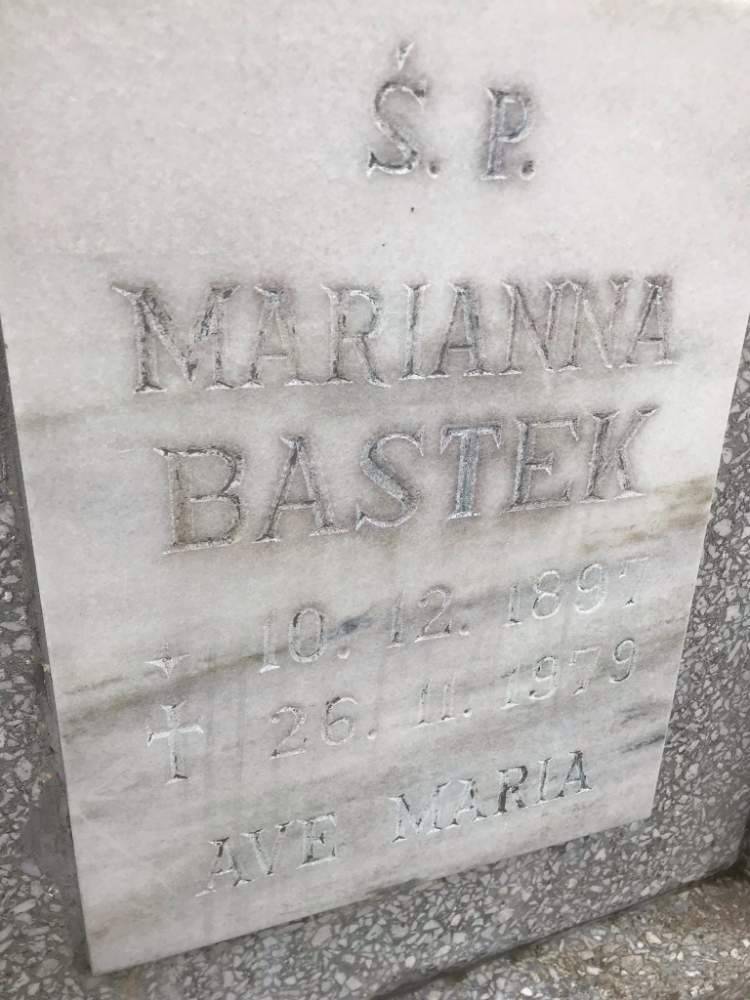 Ś. P.
MARIANNA
BASTEK
10. 12. 1897
26. 11. 1979
AVE MARIA